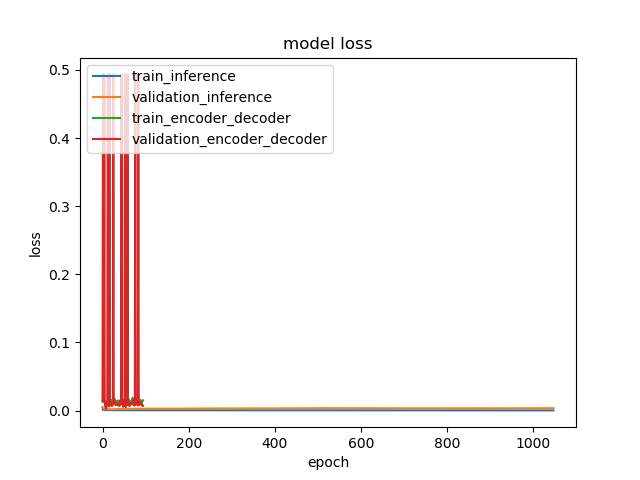 model loss
train_inference
validation_inference
train_encoder_decoder
validation_encoder_decoder
loss
0.5
0.4
0.3
0.2
0.1
0.0
0 200 400 600 800 1000
epoch